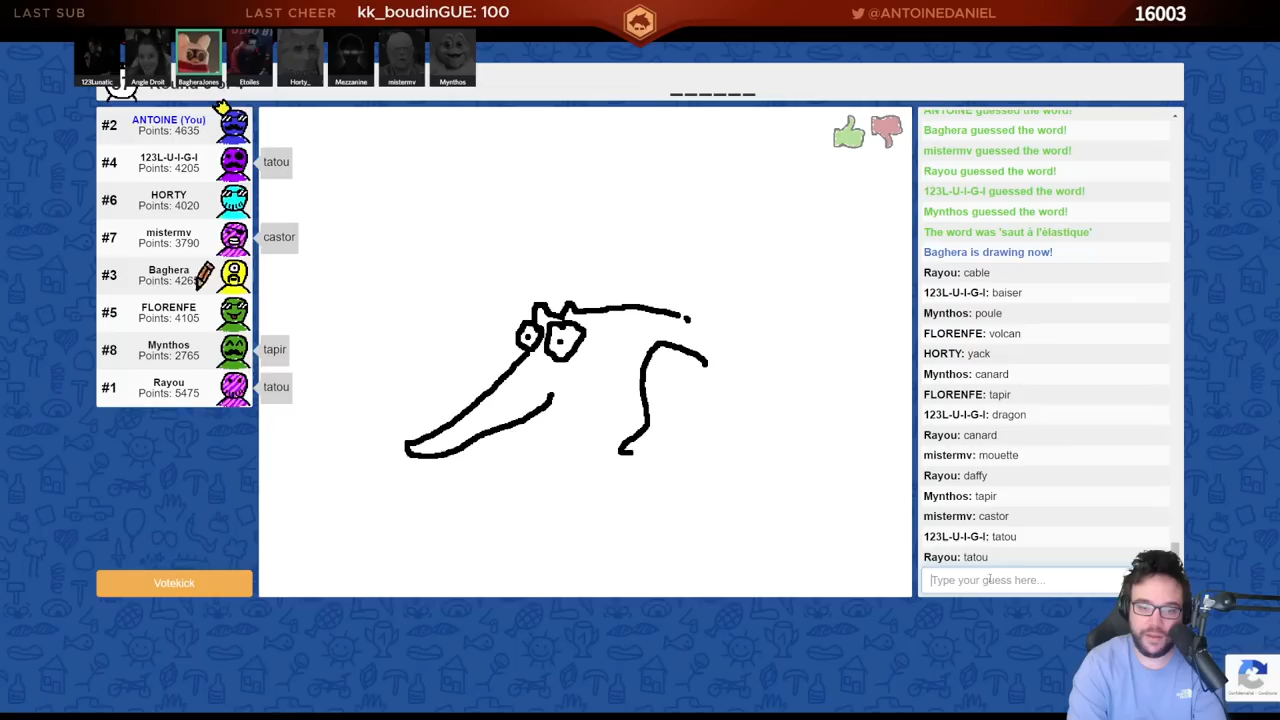 LAST SUB
LAST CHEER
kk_boudinGUE: 100
@ANTOINEDANIEL
16003
123Lunatic
Angle Droit
BagheraJones
Etoiles
Horty_
Mezzanine
mistermv
Mynthos
______
#2 ANTOINE (You)
Points: 4635
#4 123L-U-I-G-I
Points: 4205
tatou
#6 HORTY
Points: 4020
#7 mistermv
Points: 3790
castor
#3 Baghera
#5 FLORENFE
Points: 4105
#8 Mynthos
Points: 2765
tapir
#1 Rayou
Points: 5475
tatou
Votekick
ANTOINE guessed the word!
Baghera guessed the word!
mistermv guessed the word!
Rayou guessed the word!
123L-U-I-G-I guessed the word!
Mynthos guessed the word!
The word was 'saut à l'élastique'
Baghera is drawing now!
Rayou: cable
123L-U-I-G-I: baiser
Mynthos: poule
FLORENFE: volcan
HORTY: yack
Mynthos: canard
FLORENFE: tapir
123L-U-I-G-I: dragon
Rayou: canard
mistermv: mouette
Rayou: daffy
Mynthos: tapir
mistermv: castor
123L-U-I-G-I: tatou
Rayou: tatou
Type your guess here...